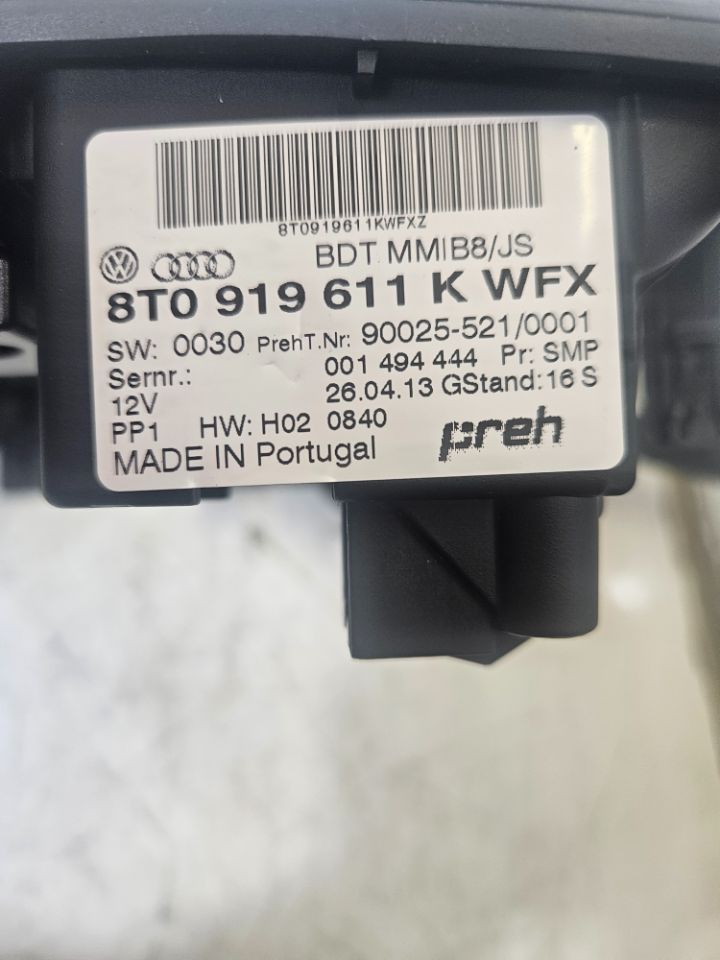 8T0919611KWFXZ
BDT MMIB8/JS
8T0 919 611 K WFX
SW: 0030 PrehT.Nr: 90025-521/0001
Sernr.: 001 494 444 Pr: SMP
12V 26.04.13 GStand:16 S
PP1 HW: H02 0840
preh
MADE IN Portugal